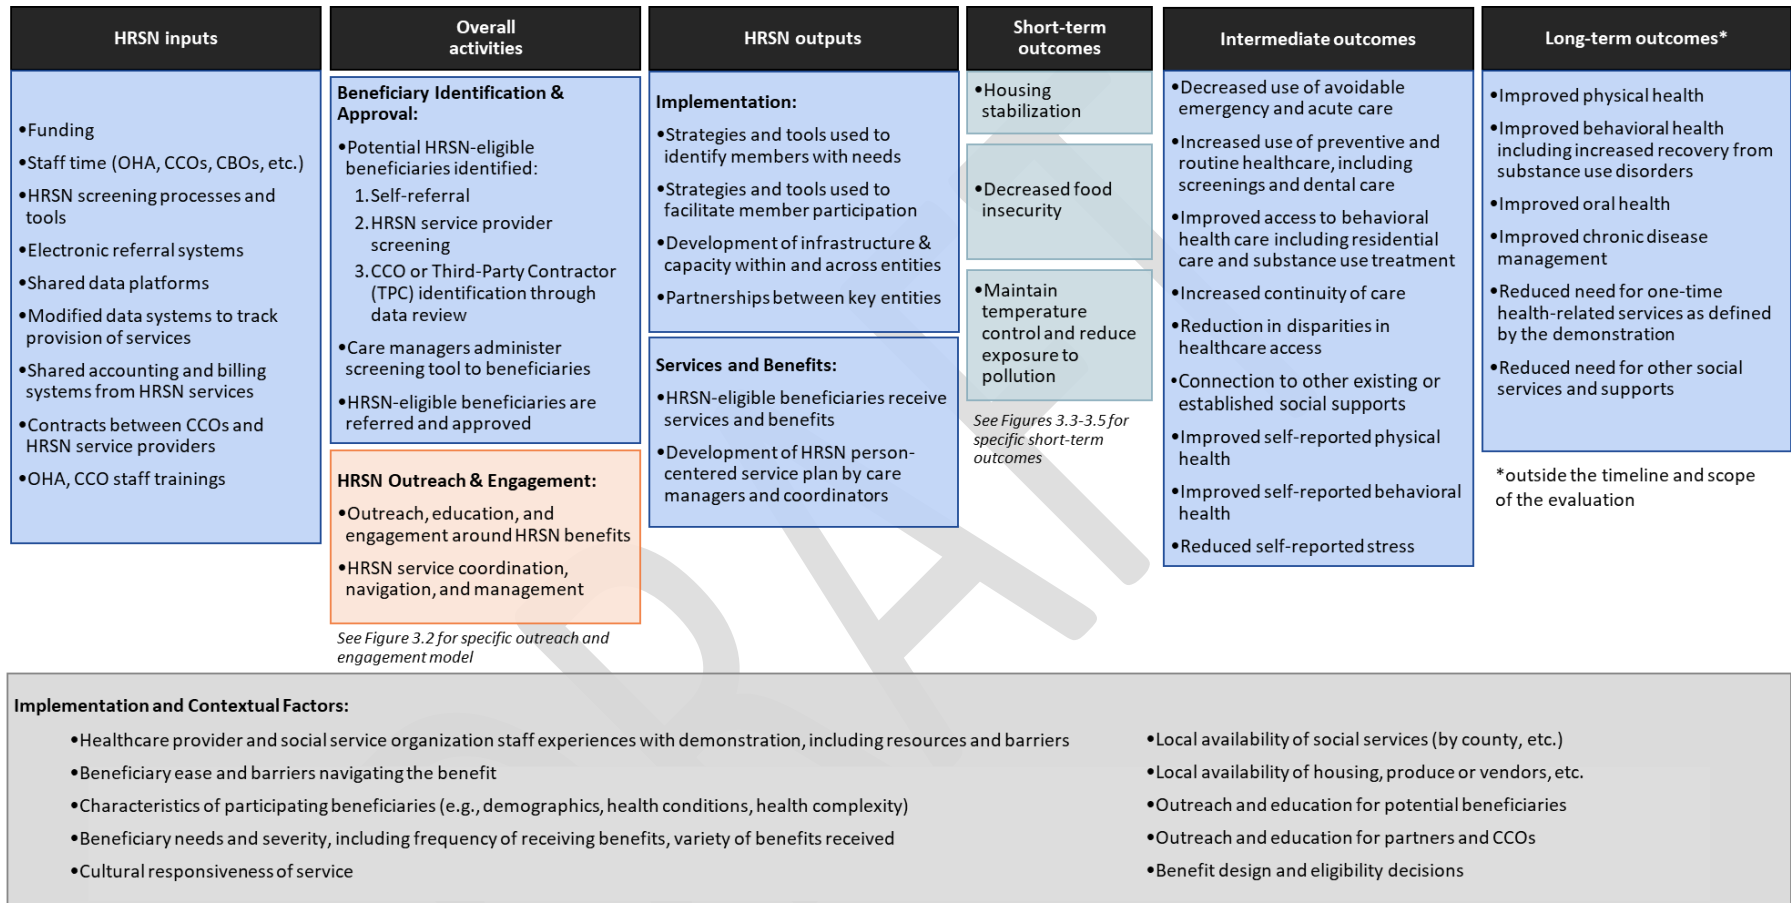 HRSN inputs
•Funding
•Staff time (OHA, CCOs, CBOs, etc.)
•HRSN screening processes and
tools
•Electronic referral systems
•Shared data platforms
•Modified data systems to track
provision of services
•Shared accounting and billing
systems from HRSN services
•Contracts between CCOs and
HRSN service providers
•OHA, CCO staff trainings
Overall
activities
Beneficiary Identification &
Approval:
•Potential HRSN-eligible
beneficiaries identified:
1. Self-referral
2. HRSN service provider
screening
3. CCO or Third-Party Contractor
(TPC) identification through
data review
•Care managers administer
screening tool to beneficiaries
•HRSN-eligible beneficiaries are
referred and approved
HRSN Outreach & Engagement:
•Outreach, education, and
engagement around HRSN benefits
•HRSN service coordination,
navigation, and management
See Figure 3.2 for specific outreach and
engagement model
HRSN outputs
Implementation:
•Strategies and tools used to
identify members with needs
•Strategies and tools used to
facilitate member participation
•Development of infrastructure &
capacity within and across entities
•Partnerships between key entities
Services and Benefits:
•HRSN-eligible beneficiaries receive
services and benefits
•Development of HRSN person-
centered service plan by care
managers and coordinators
Short-term
outcomes
•Housing
stabilization
•Decreased food
insecurity
•Maintain
temperature
control and reduce
exposure to
pollution
See Figures 3.3-3.5 for
specific short-term
outcomes
Intermediate outcomes
•Decreased use of avoidable
emergency and acute care
•Increased use of preventive and
routine healthcare, including
screenings and dental care
•Improved access to behavioral
health care including residential
care and substance use treatment
•Increased continuity of care
•Reduction in disparities in
healthcare access
•Connection to other existing or
established social supports
•Improved self-reported physical
health
•Improved self-reported behavioral
health
•Reduced self-reported stress
Long-term outcomes*
•Improved physical health
•Improved behavioral health
including increased recovery from
substance use disorders
•Improved oral health
•Improved chronic disease
management
•Reduced need for one-time
health-related services as defined
by the demonstration
•Reduced need for other social
services and supports
*outside the timeline and scope
of the evaluation
DRAFT
Implementation and Contextual Factors:
•Healthcare provider and social service organization staff experiences with demonstration, including resources and barriers
•Beneficiary ease and barriers navigating the benefit
•Characteristics of participating beneficiaries (e.g., demographics, health conditions, health complexity)
•Beneficiary needs and severity, including frequency of receiving benefits, variety of benefits received
•Cultural responsiveness of service
•Local availability of social services (by county, etc.)
•Local availability of housing, produce or vendors, etc.
•Outreach and education for potential beneficiaries
•Outreach and education for partners and CCOs
•Benefit design and eligibility decisions